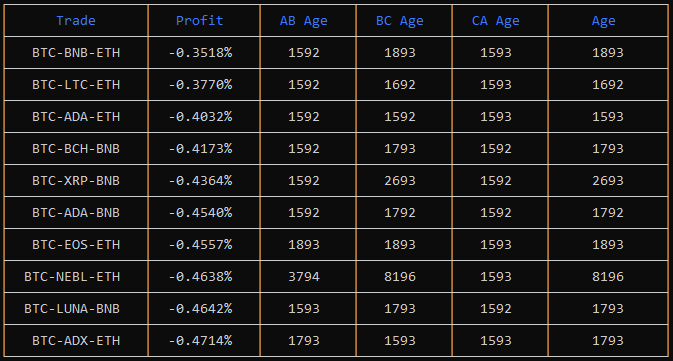 Trade Profit AB Age BC Age CA Age Age
BTC-BNB-ETH -0.3518% 1592 1893 1593 1893
BTC-LTC-ETH -0.3770% 1592 1692 1593 1692
BTC-ADA-ETH -0.4032% 1592 1592 1593 1593
BTC-BCH-BNB -0.4173% 1592 1793 1592 1793
BTC-XRP-BNB -0.4364% 1592 2693 1592 2693
BTC-ADA-BNB -0.4540% 1592 1792 1592 1792
BTC-EOS-ETH -0.4557% 1893 1893 1593 1893
BTC-NEBL-ETH -0.4638% 3794 8196 1593 8196
BTC-LUNA-BNB -0.4642% 1593 1793 1592 1793
BTC-ADX-ETH -0.4714% 1793 1593 1593 1793